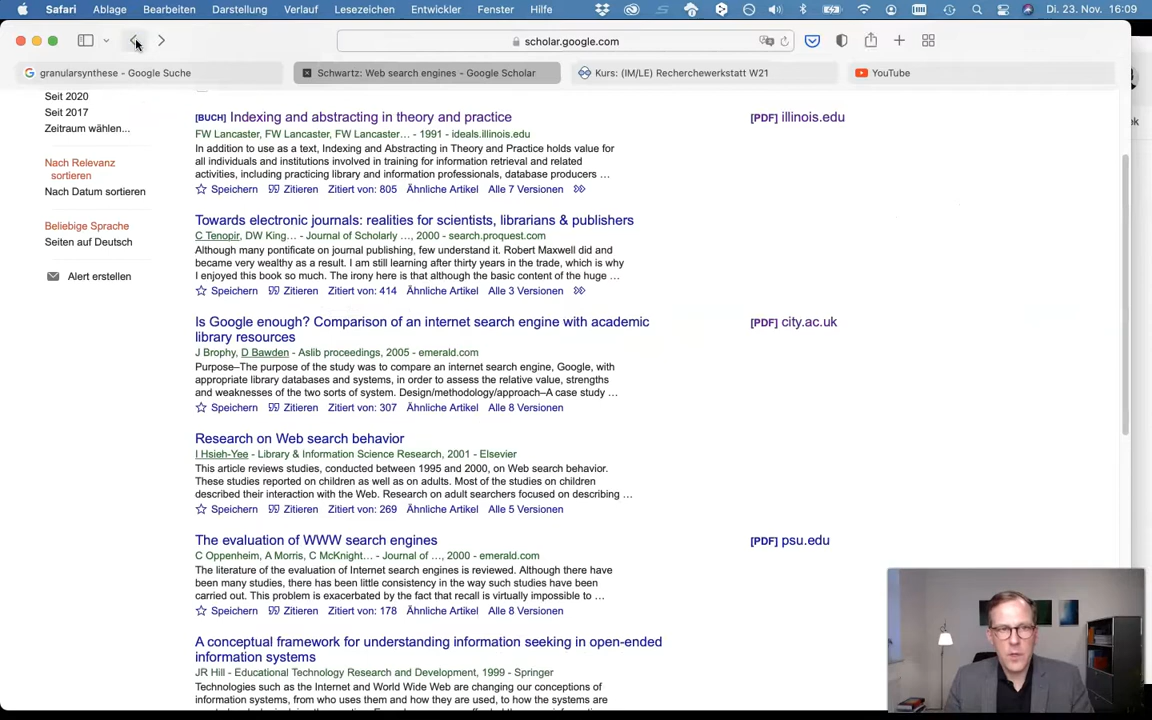 Safari Ablage Bearbeiten Darstellung Verlauf Lesezeichen Entwickler Fenster Hilfe Di. 23. Nov. 16:09
scholar.google.com
granularsynthese - Google Suche
Schwartz: Web search engines - Google Scholar
Kurs: (IM/LE) Recherchewerkstatt W21
YouTube
Seit 2020
Seit 2017
Zeitraum wählen...
Nach Relevanz
sortieren
Nach Datum sortieren
Beliebige Sprache
Seiten auf Deutsch
Alert erstellen
[BUCH] Indexing and abstracting in theory and practice
[PDF] illinois.edu
FW Lancaster, FW Lancaster, FW Lancaster… - 1991 - ideals.illinois.edu
In addition to use as a text, Indexing and Abstracting in Theory and Practice holds value for
all individuals and institutions involved in training for information retrieval and related
activities, including practicing library and information professionals, database producers …
Speichern Zitieren Zitiert von: 805 Ähnliche Artikel Alle 7 Versionen
Towards electronic journals: realities for scientists, librarians & publishers
C Tenopir, DW King… - Journal of Scholarly …, 2000 - search.proquest.com
Although many pontificate on journal publishing, few understand it. Robert Maxwell did and
became very wealthy as a result. I am still learning after thirty years in the trade, which is why
I enjoyed this book so much. The irony here is that although the basic content of the huge …
Speichern Zitieren Zitiert von: 414 Ähnliche Artikel Alle 3 Versionen
Is Google enough? Comparison of an internet search engine with academic
library resources
[PDF] city.ac.uk
J Brophy, D Bawden - Aslib proceedings, 2005 - emerald.com
Purpose–The purpose of the study was to compare an internet search engine, Google, with
appropriate library databases and systems, in order to assess the relative value, strengths
and weaknesses of the two sorts of system. Design/methodology/approach–A case study …
Speichern Zitieren Zitiert von: 307 Ähnliche Artikel Alle 8 Versionen
Research on Web search behavior
I Hsieh-Yee - Library & Information Science Research, 2001 - Elsevier
This article reviews studies, conducted between 1995 and 2000, on Web search behavior.
These studies reported on children as well as on adults. Most of the studies on children
described their interaction with the Web. Research on adult searchers focused on describing …
Speichern Zitieren Zitiert von: 269 Ähnliche Artikel Alle 5 Versionen
The evaluation of WWW search engines
[PDF] psu.edu
C Oppenheim, A Morris, C McKnight… - Journal of …, 2000 - emerald.com
The literature of the evaluation of Internet search engines is reviewed. Although there have
been many studies, there has been little consistency in the way such studies have been
carried out. This problem is exacerbated by the fact that recall is virtually impossible to …
Speichern Zitieren Zitiert von: 178 Ähnliche Artikel Alle 8 Versionen
A conceptual framework for understanding information seeking in open-ended
information systems
JR Hill - Educational Technology Research and Development, 1999 - Springer
Technologies such as the Internet and World Wide Web are changing our conceptions of
information systems, from who uses them and how they are used, to how the systems are